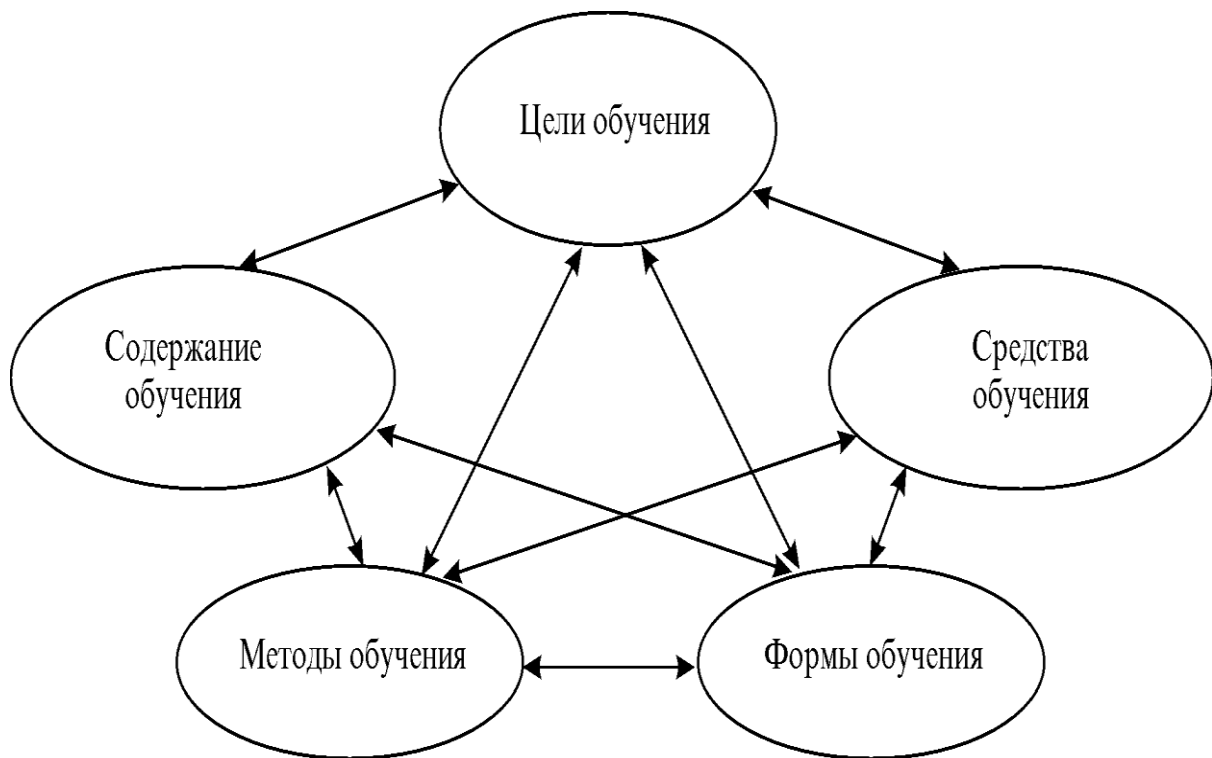 Цели обучения
Содержание
обучения
Средства
обучения
Методы обучения
Формы обучения